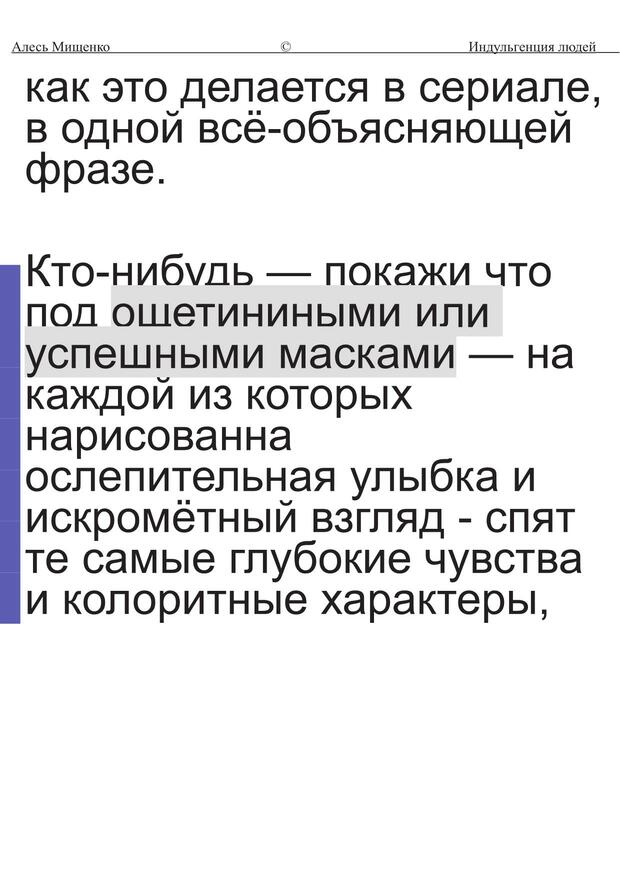 Алесь Мищенко © Индульгенция людей
как это делается в сериале,
в одной всё-объясняющей
фразе.
Кто-нибудь — покажи что
под ощетиниными или
успешными масками — на
каждой из которых
нарисованна
ослепительная улыбка и
искромётный взгляд - спят
те самые глубокие чувства
и колоритные характеры,